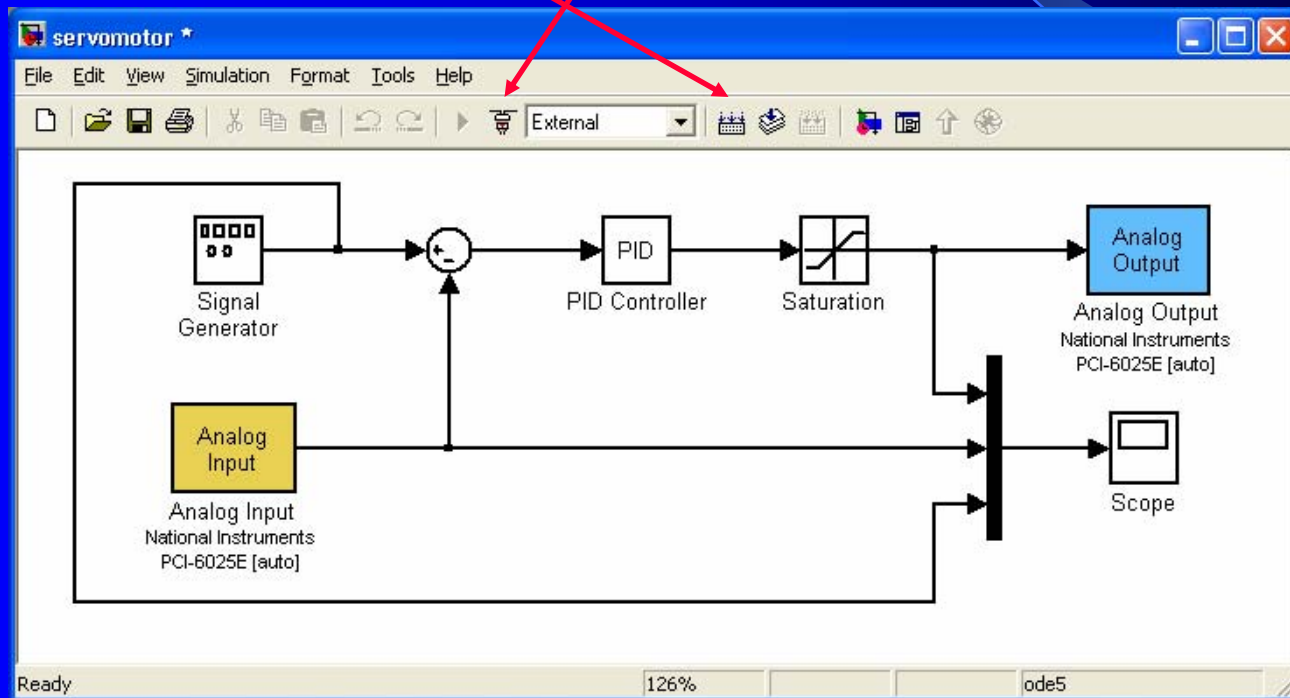 servomotor *
File Edit View Simulation Format Tools Help
External
Signal
Generator
+
-
PID
PID Controller
Saturation
Analog
Output
Analog Output
National Instruments
PCI-6025E [auto]
Analog
Input
Analog Input
National Instruments
PCI-6025E [auto]
Scope
Ready 126% ode5